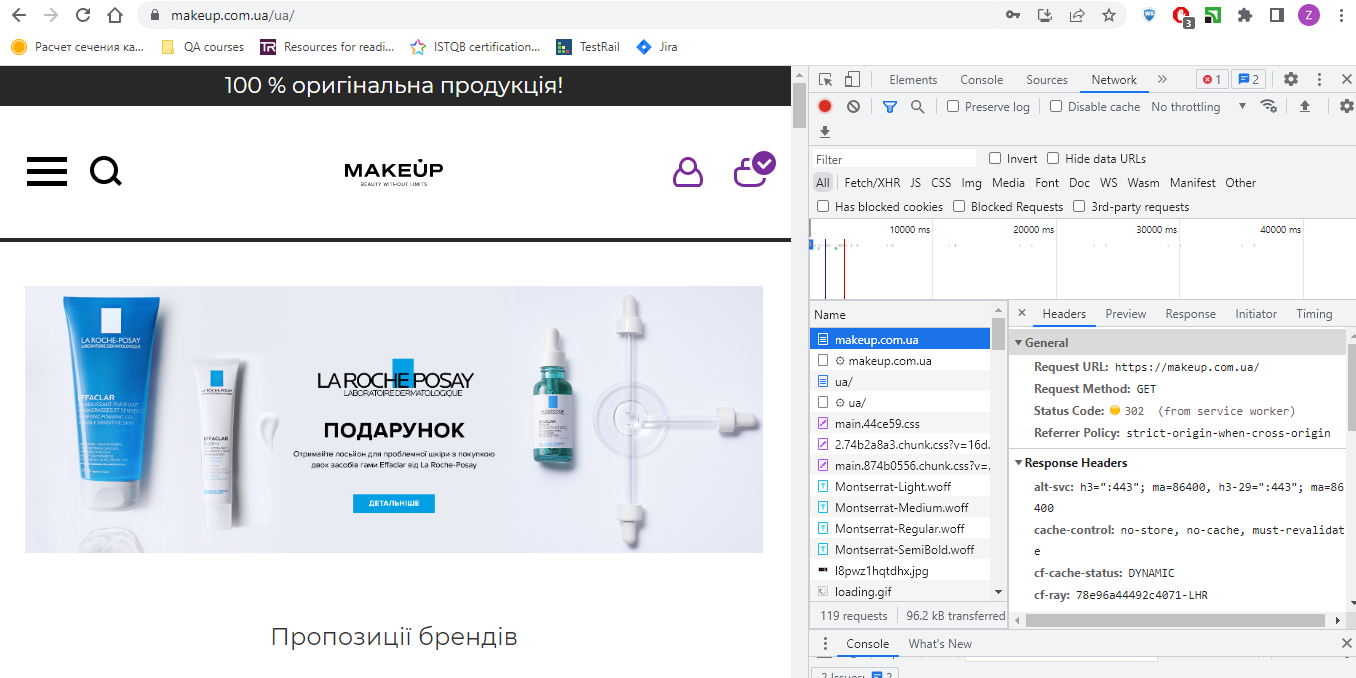 makeup.com.ua/ua/
3
Z
Расчет сечения ка...
QA courses
Resources for readi...
ISTQB certification...
TestRail
Jira
100 % оригінальна продукція!
MAKEUP
BEAUTY WITHOUT LIMITS
LA ROCHE-POSAY
LABORATOIRE DERMATOLOGIQUE
EFFACLAR
LA ROCHE POSAY
LABORATOIRE DERMATOLOGIQUE
ПОДАРУНОК
Отримайте лосьйон для проблемної шкіри з покупкою
двох засобів гами Effaclar від La Roche-Posay
ДЕТАЛЬНІШЕ
EFFACLAR
Пропозиції брендів
Elements Console Sources Network » 1 2
Preserve log Disable cache No throttling
Filter Invert Hide data URLs
All Fetch/XHR JS CSS Img Media Font Doc WS Wasm Manifest Other
Has blocked cookies Blocked Requests 3rd-party requests
10000 ms 20000 ms 30000 ms 40000 ms
Name
makeup.com.ua
makeup.com.ua
ua/
ua/
main.44ce59.css
2.74b2a8a3.chunk.css?v=16d.
main.874b0556.chunk.css?v=.
Montserrat-Light.woff
Montserrat-Medium.woff
Montserrat-Regular.woff
Montserrat-SemiBold.woff
l8pwz1hqtdhx.jpg
loading.gif
119 requests 96.2 kB transferred
Headers Preview Response Initiator Timing
General
Request URL: https://makeup.com.ua/
Request Method: GET
Status Code: 302 (from service worker)
Referrer Policy: strict-origin-when-cross-origin
Response Headers
alt-svc: h3=":443"; ma=86400, h3-29=":443"; ma=86
400
cache-control: no-store, no-cache, must-revalidat
e
cf-cache-status: DYNAMIC
cf-ray: 78e96a44492c4071-LHR
Console What's New
2 Issues: 2